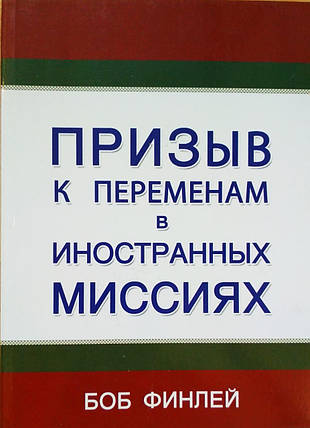 ПРИЗЫВ
К ПЕРЕМЕНАМ
В
ИНОСТРАННЫХ
МИССИЯХ
БОБ ФИНЛЕЙ